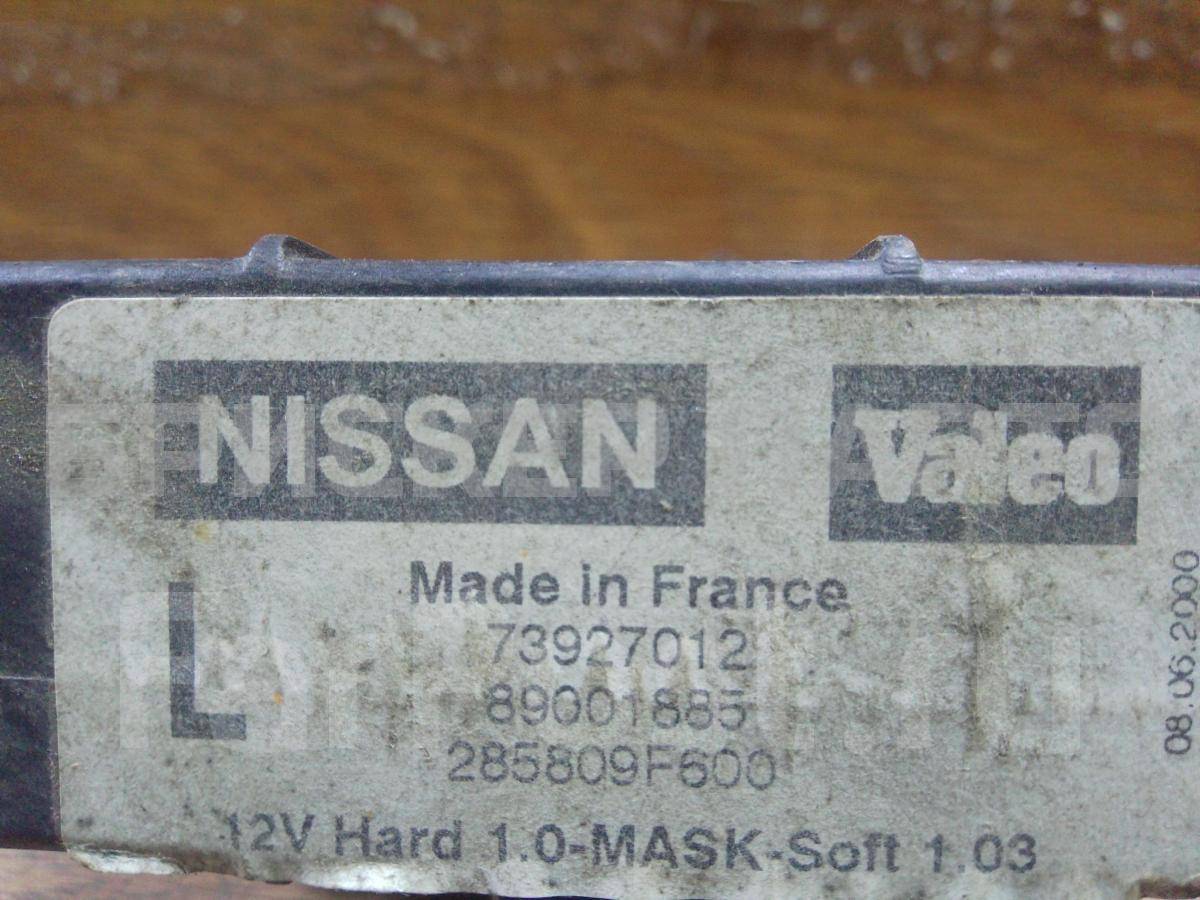 NISSAN
Valeo
Made in France
L
73927012
89001885
285809F600
12V Hard 1.0-MASK-Soft 1.03
08.06.2000